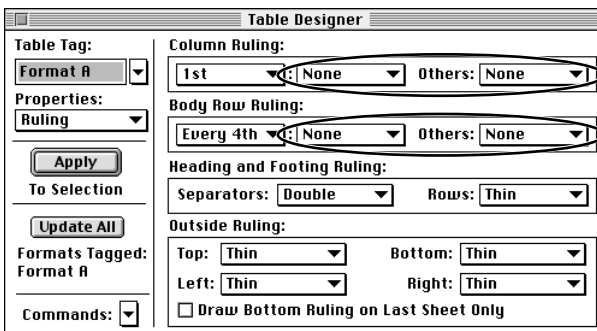 Table Designer
Table Tag:
Format A
Properties:
Ruling
Apply
To Selection
Update All
Formats Tagged:
Format A
Commands:
Column Ruling:
1st : None Others: None
Body Row Ruling:
Every 4th : None Others: None
Heading and Footing Ruling:
Separators: Double Rows: Thin
Outside Ruling:
Top: Thin Bottom: Thin
Left: Thin Right: Thin
Draw Bottom Ruling on Last Sheet Only